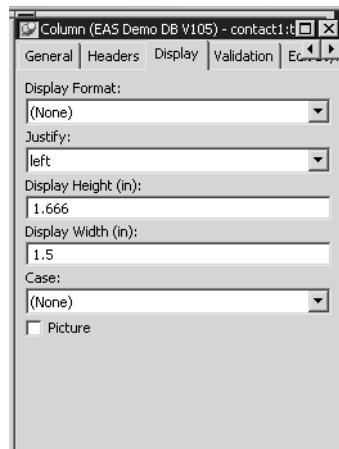 Column (EAS Demo DB V105) - contact1:t
General Headers Display Validation
Display Format:
(None)
Justify:
left
Display Height (in):
1.666
Display Width (in):
1.5
Case:
(None)
Picture